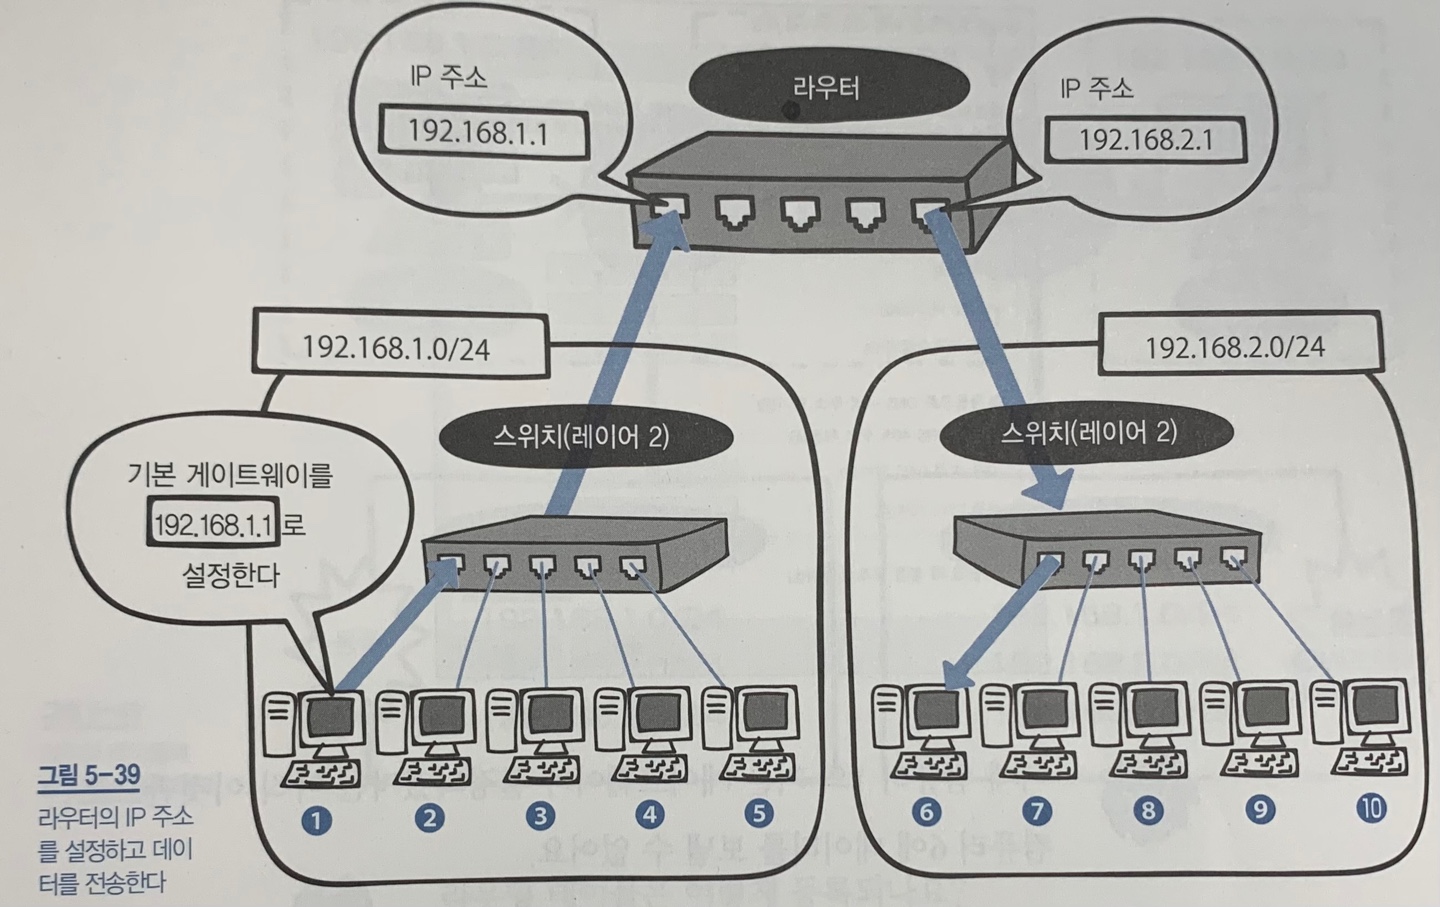 IP 주소
192.168.1.1
라우터
IP 주소
192.168.2.1
192.168.1.0/24
192.168.2.0/24
스위치(레이어 2)
스위치(레이어 2)
기본 게이트웨이를
192.168.1.1로
설정한다
그림 5-39
라우터의 IP 주소
를 설정하고 데이
터를 전송한다
1 2 3 4 5 6 7 8 9 10